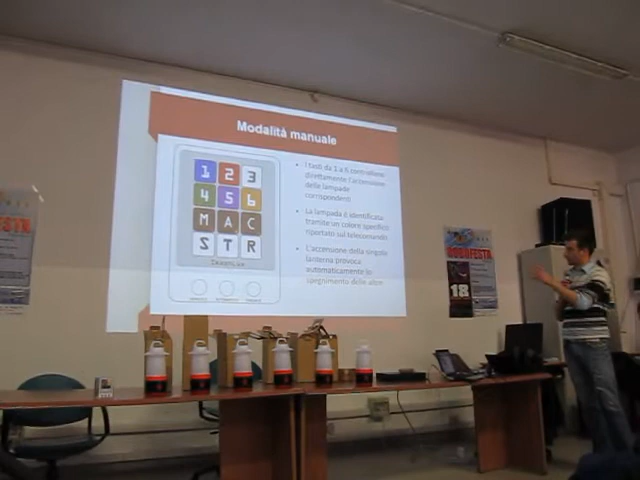 Modalità manuale
1 2 3
4 5 6
M A C
S T R
• I tasti da 1 a 6 controllano
direttamente l'accensione
delle lampade
corrispondenti
• La lampada è identificata
tramite un colore specifico
riportato sul telecomando
• L'accensione della singola
lanterna provoca
automaticamente lo
spegnimento delle altre
ROBOFESTA
18